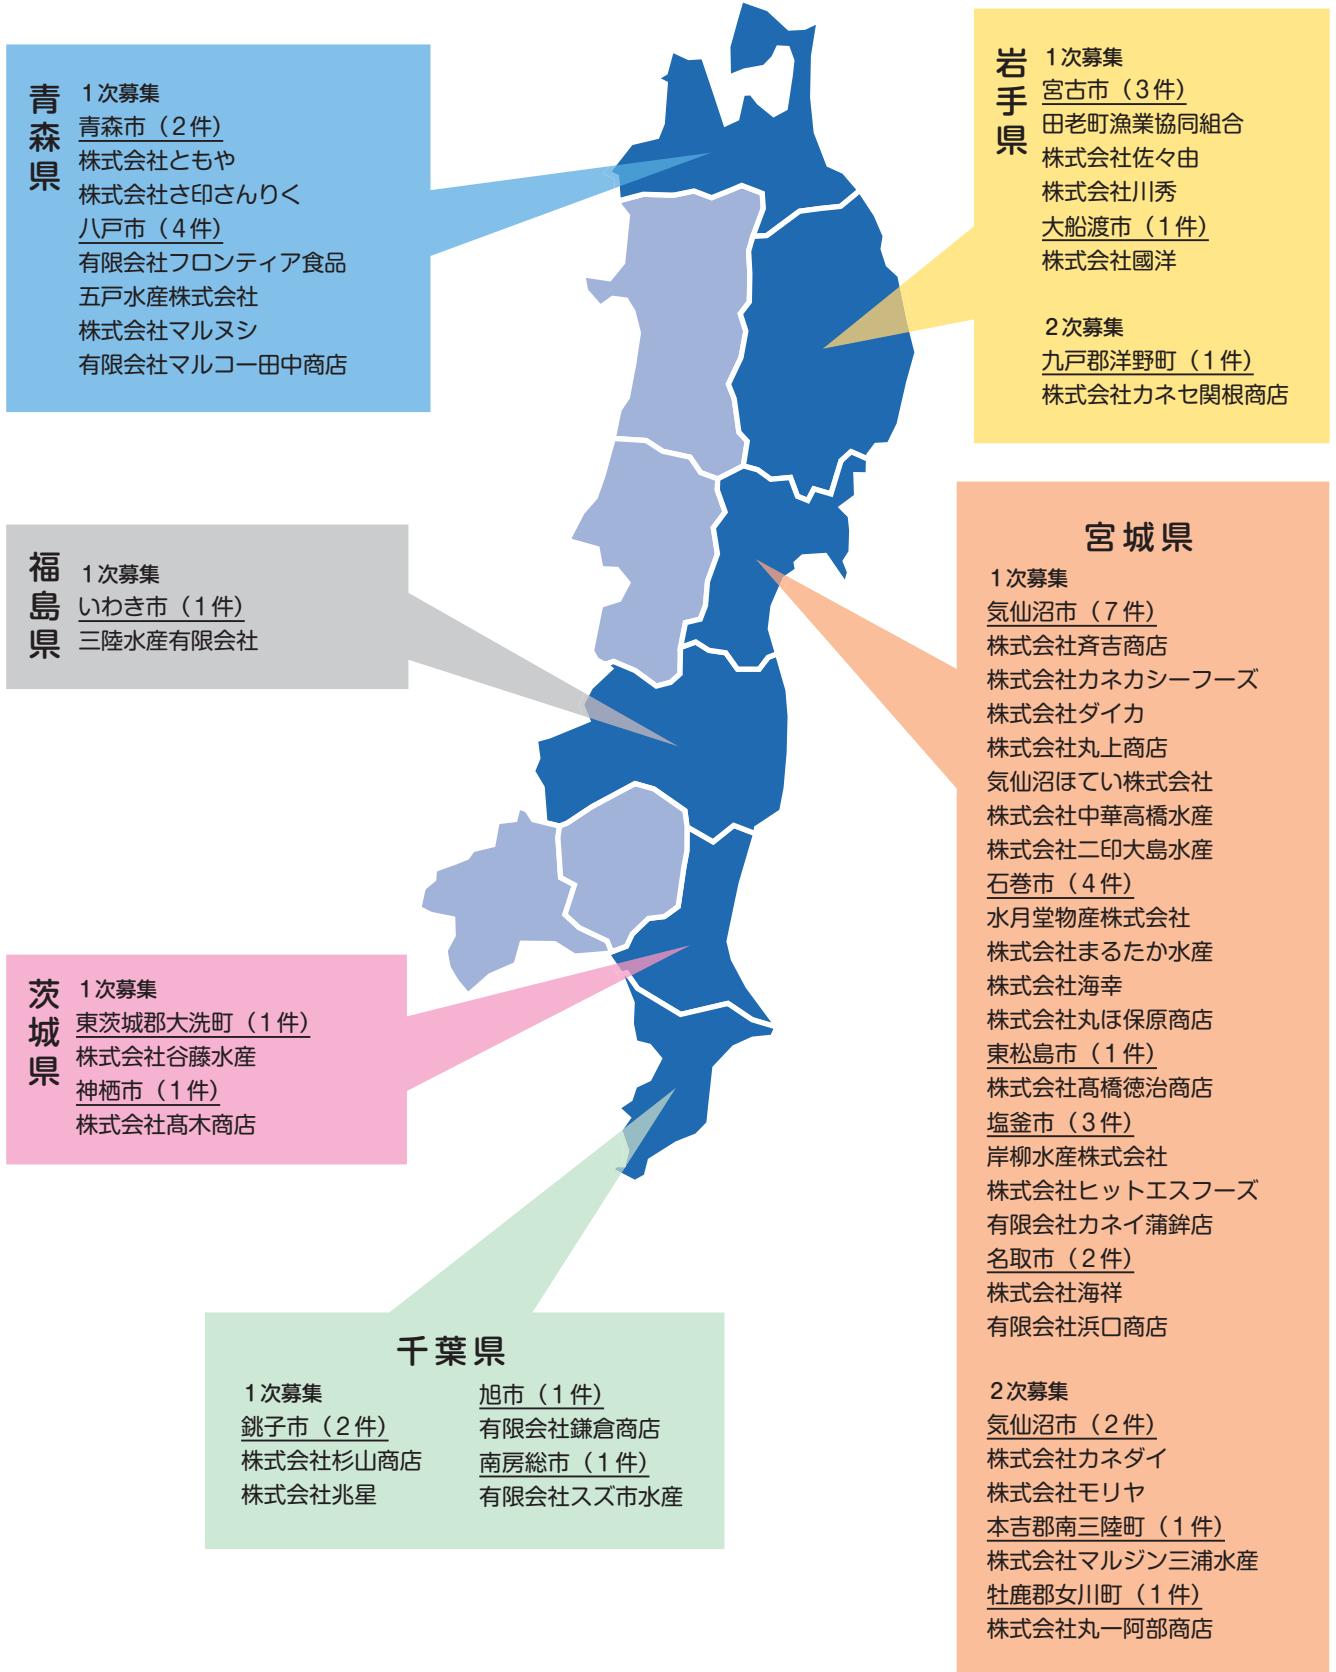 青森県
１次募集
青森市（２件）
株式会社ともや
株式会社さ印さんりく
八戸市（４件）
有限会社フロンティア食品
五戸水産株式会社
株式会社マルヌシ
有限会社マルコー田中商店
岩手県
１次募集
宮古市（３件）
田老町漁業協同組合
株式会社佐々由
株式会社川秀
大船渡市（１件）
株式会社國洋
２次募集
九戸郡洋野町（１件）
株式会社カネセ関根商店
福島県
１次募集
いわき市（１件）
三陸水産有限会社
宮城県
１次募集
気仙沼市（７件）
株式会社斉吉商店
株式会社カネカシーフーズ
株式会社ダイカ
株式会社丸上商店
気仙沼ほてい株式会社
株式会社中華高橋水産
株式会社二印大島水産
石巻市（４件）
水月堂物産株式会社
株式会社まるたか水産
株式会社海幸
株式会社丸ほ保原商店
東松島市（１件）
株式会社髙橋徳治商店
塩釜市（３件）
岸柳水産株式会社
株式会社ヒットエスフーズ
有限会社カネイ蒲鉾店
名取市（２件）
株式会社海祥
有限会社浜口商店
２次募集
気仙沼市（２件）
株式会社カネダイ
株式会社モリヤ
本吉郡南三陸町（１件）
株式会社マルジン三浦水産
牡鹿郡女川町（１件）
株式会社丸一阿部商店
茨城県
１次募集
東茨城郡大洗町（１件）
株式会社谷藤水産
神栖市（１件）
株式会社髙木商店
千葉県
１次募集
銚子市（２件）
株式会社杉山商店
株式会社兆星
旭市（１件）
有限会社鎌倉商店
南房総市（１件）
有限会社スズ市水産